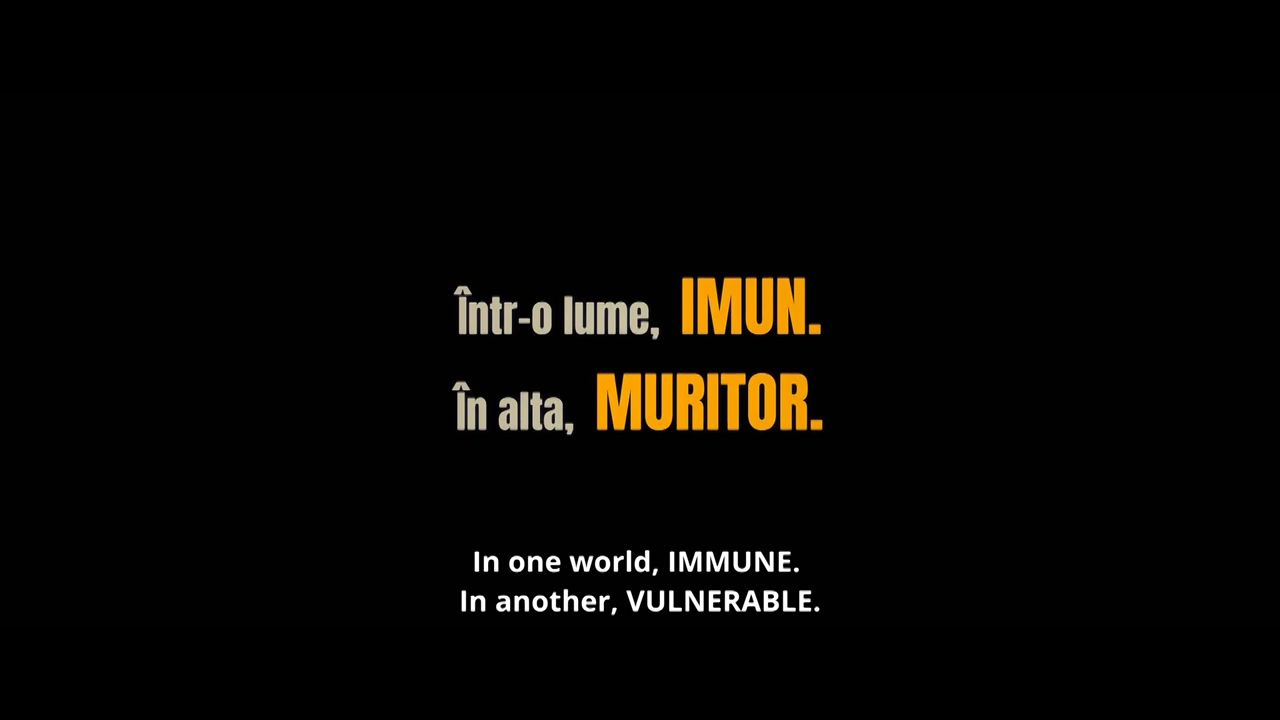 Într-o lume, IMUN.
În alta, MURITOR.
In one world, IMMUNE.
In another, VULNERABLE.